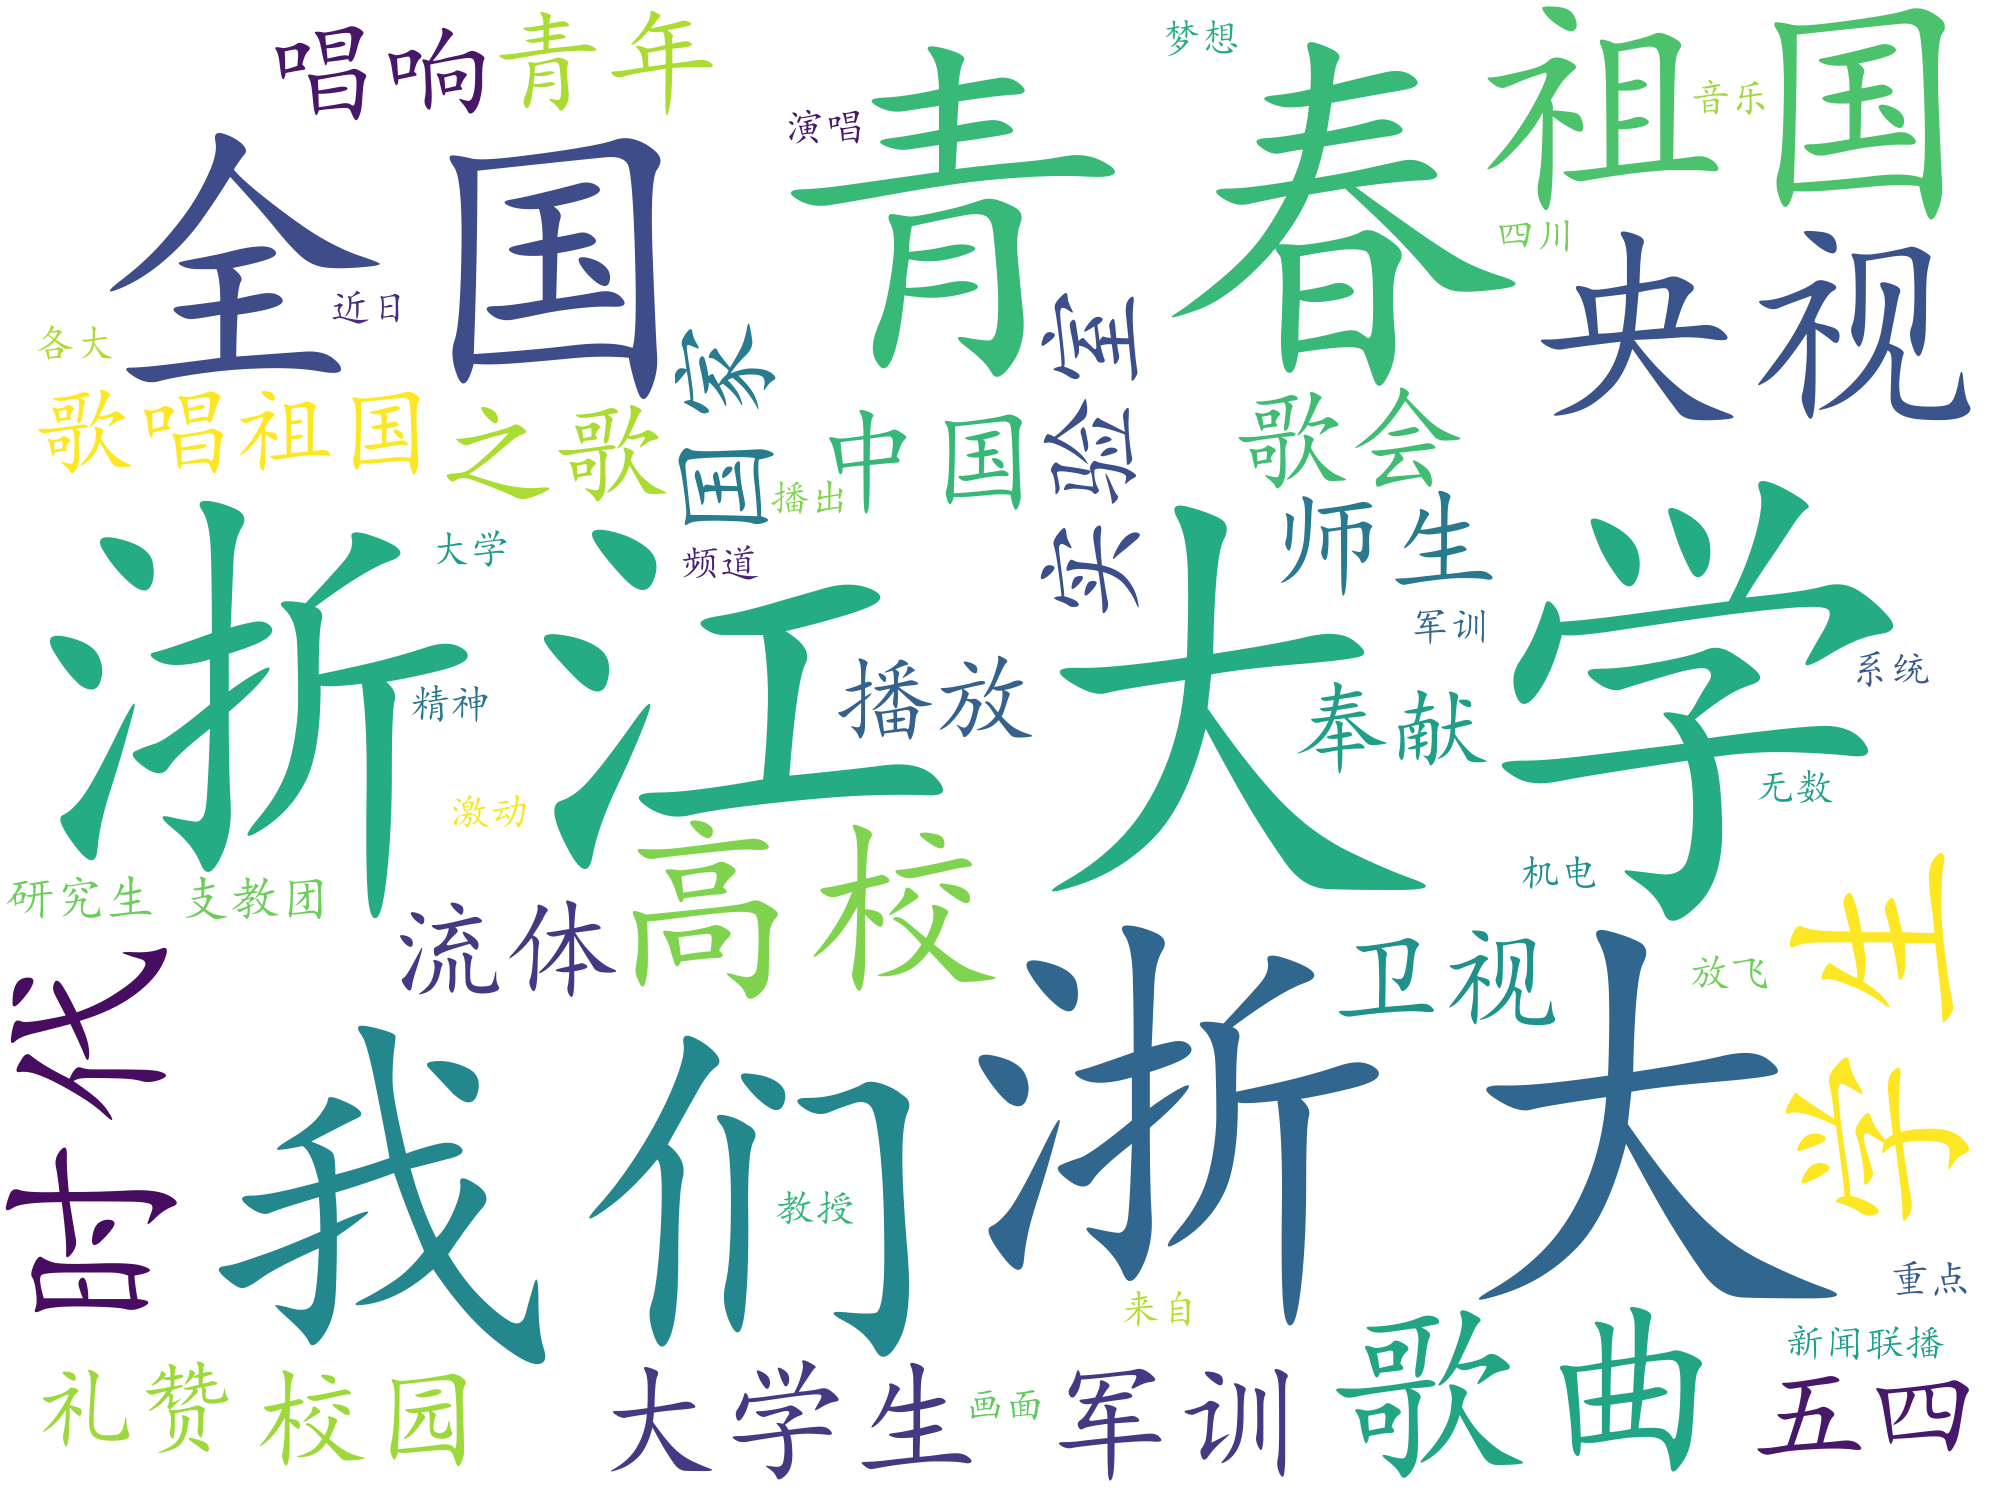 唱响
青年
梦想
祖国
音乐
演唱
青春
全国
四川
央视
近日
各大
国家
实验室
歌唱祖国
之歌
中国
歌会
播出
师生
浙江大学
大学
频道
军训
系统
精神
播放
奉献
激动
无数
高校
研究生 支教团
流体
机电
学生
时代
卫视
放飞
我们
浙大
教授
来自
重点
礼赞
校园
大学生
画面
军训
歌曲
新闻联播
五四